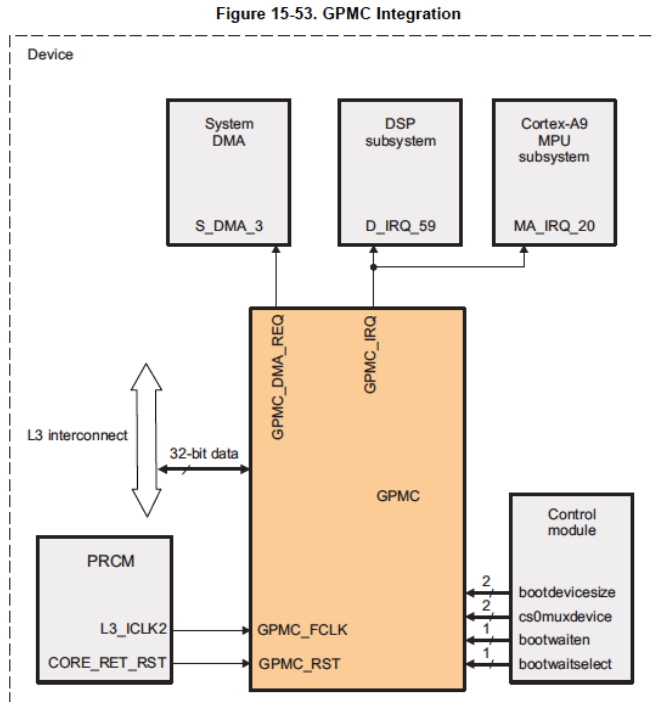 Figure 15-53. GPMC Integration
Device
System
DMA
S_DMA_3
DSP
subsystem
D_IRQ_59
Cortex-A9
MPU
subsystem
MA_IRQ_20
GPMC_DMA_REQ
GPMC_IRQ
L3 interconnect
32-bit data
GPMC
PRCM
L3_ICLK2
CORE_RET_RST
GPMC_FCLK
GPMC_RST
Control
module
2
bootdevicesize
2
cs0muxdevice
1
bootwaiten
1
bootwaitselect